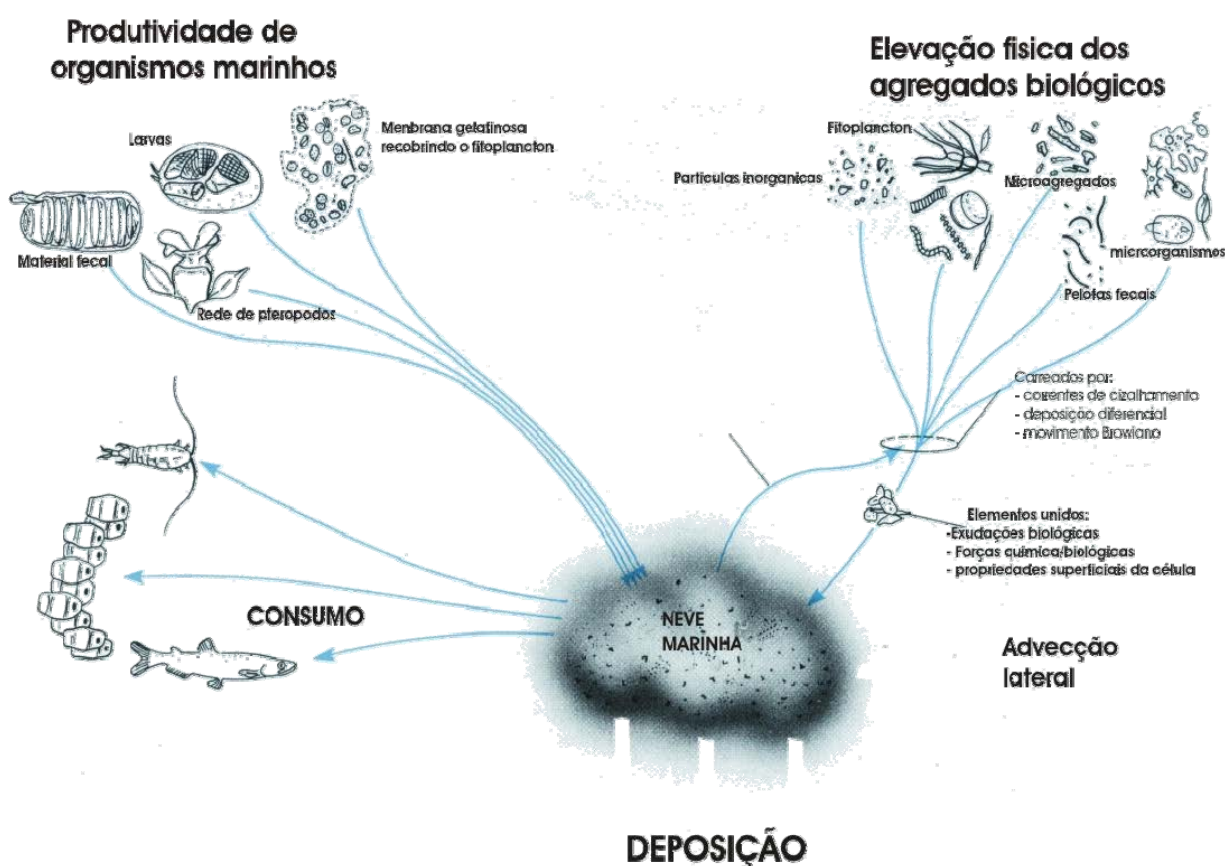 Produtividade de
organismos marinhos
Larvas
Menbrana gelatinosa
recobrindo o fitoplancton
Material fecal
Rede de pteropodos
Elevação fisica dos
agregados biológicos
Fitoplancton
Particulas inorganicas
Microagregados
microrganismos
Pelotas fecais
Carreados por:
- correntes de cizalhamento
- deposição diferencial
- movimento Browiano
Elementos unidos:
-Exudações biológicas
- Forças química/biológicas
- propriedades superficiais da célula
CONSUMO
NEVE
MARINHA
Advecção
lateral
DEPOSIÇÃO